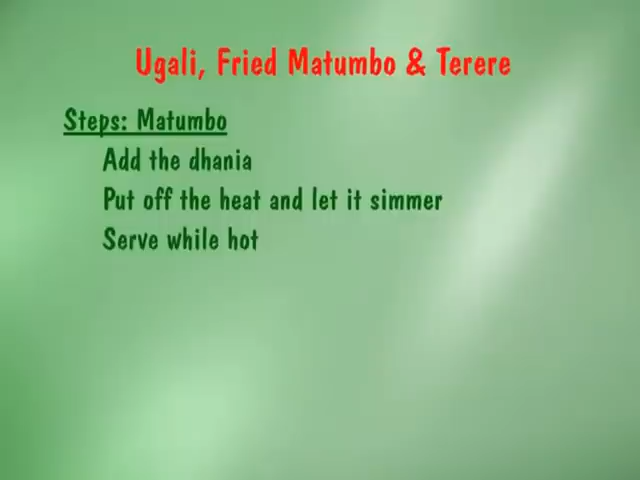 Ugali, Fried Matumbo & Terere
Steps: Matumbo
Add the dhania
Put off the heat and let it simmer
Serve while hot